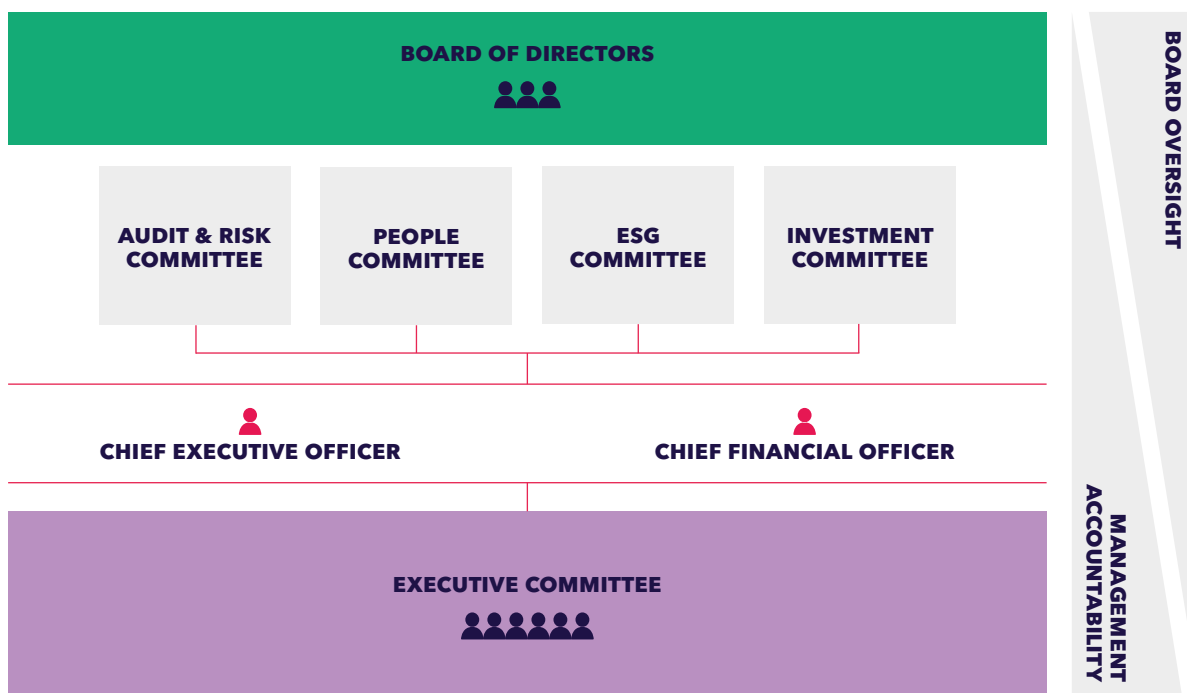 BOARD OF DIRECTORS
AUDIT & RISK
COMMITTEE
PEOPLE
COMMITTEE
ESG
COMMITTEE
INVESTMENT
COMMITTEE
CHIEF EXECUTIVE OFFICER
CHIEF FINANCIAL OFFICER
EXECUTIVE COMMITTEE
BOARD OVERSIGHT
MANAGEMENT
ACCOUNTABILITY